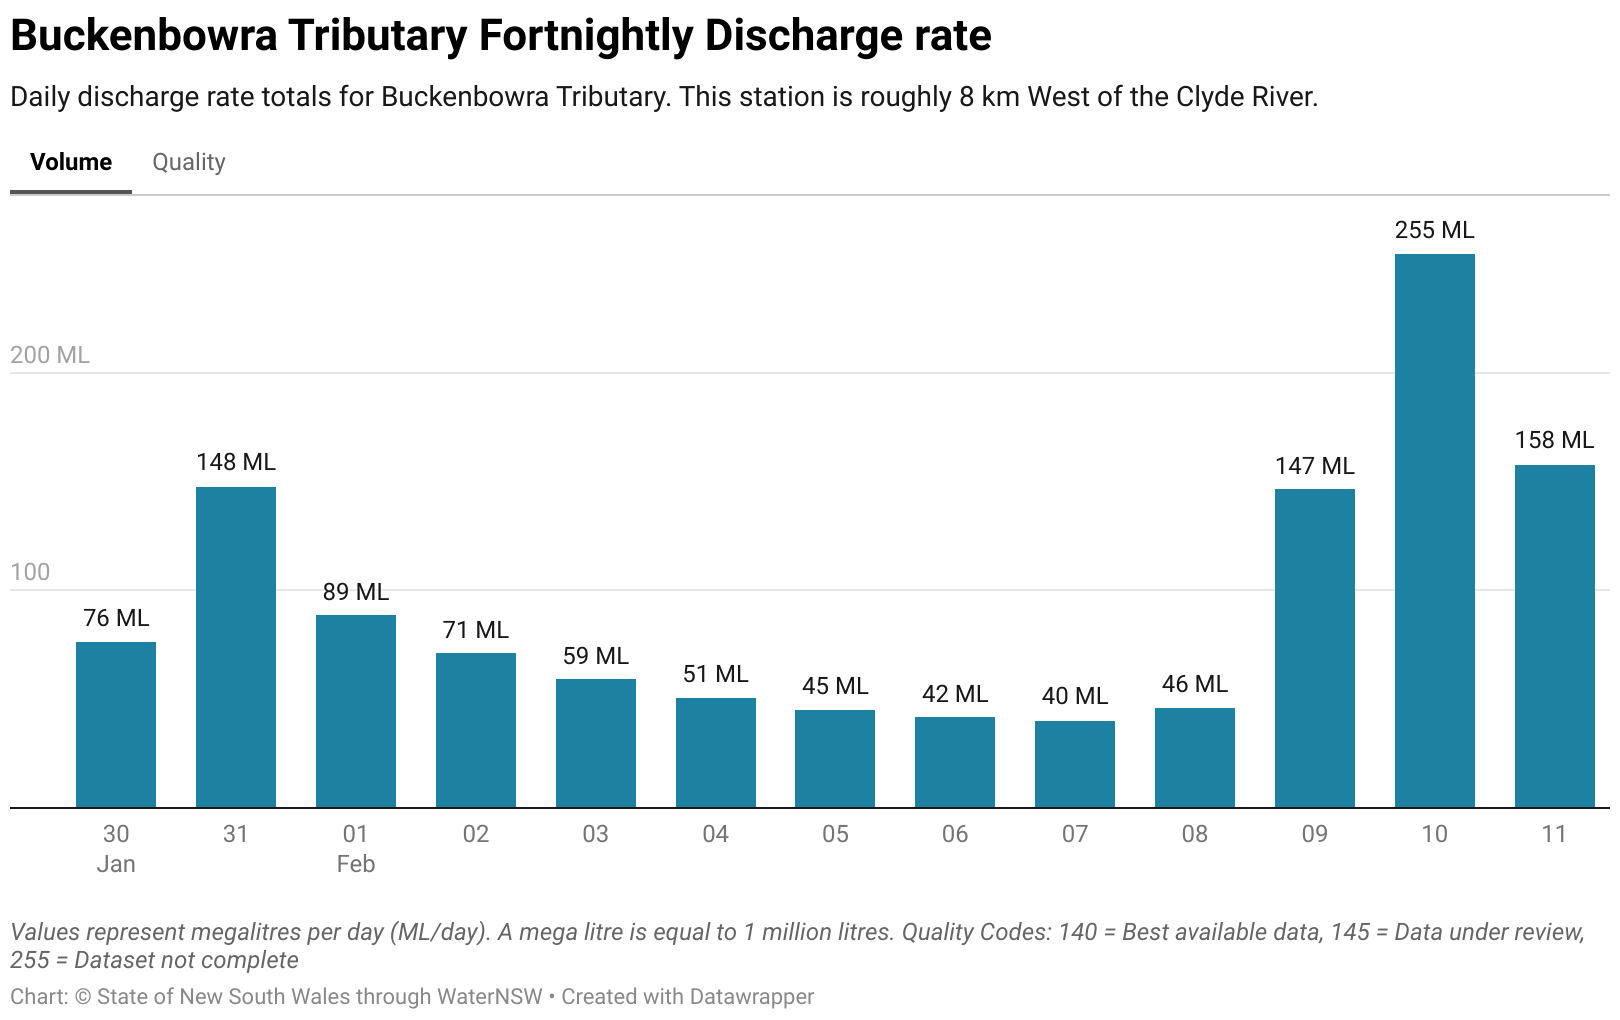 Buckenbowra Tributary Fortnightly Discharge rate
Daily discharge rate totals for Buckenbowra Tributary. This station is roughly 8 km West of the Clyde River.
Volume Quality
255 ML
200 ML
158 ML
148 ML
147 ML
100
89 ML
76 ML
71 ML
59 ML
51 ML
45 ML
42 ML
40 ML
46 ML
30 31 01 02 03 04 05 06 07 08 09 10 11
Jan Feb
Values represent megalitres per day (ML/day). A mega litre is equal to 1 million litres. Quality Codes: 140 = Best available data, 145 = Data under review,
255 = Dataset not complete
Chart: © State of New South Wales through WaterNSW • Created with Datawrapper